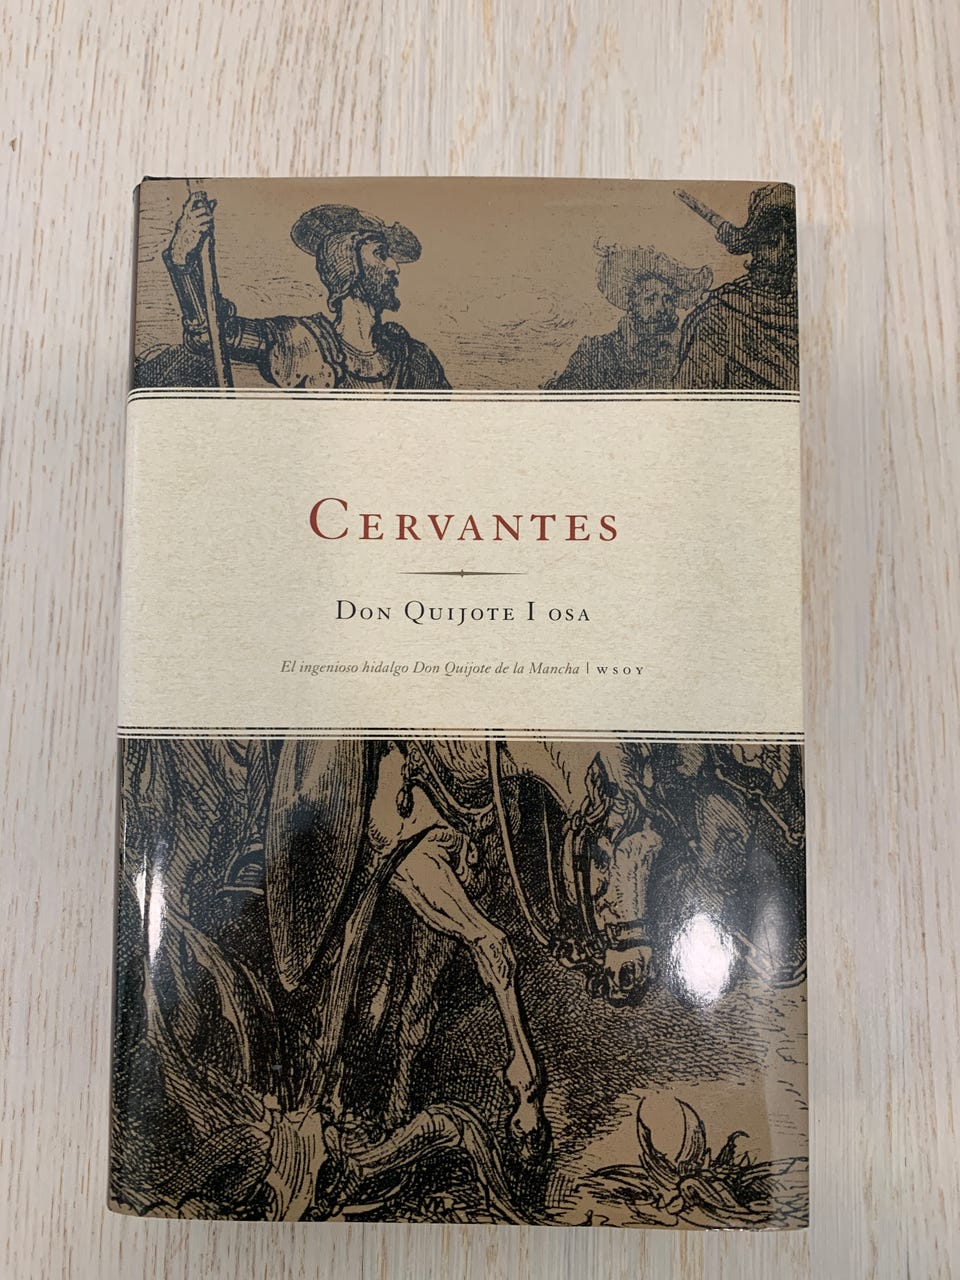 CERVANTES
DON QUIJOTE I OSA
El ingenioso hidalgo Don Quijote de la Mancha | WSOY